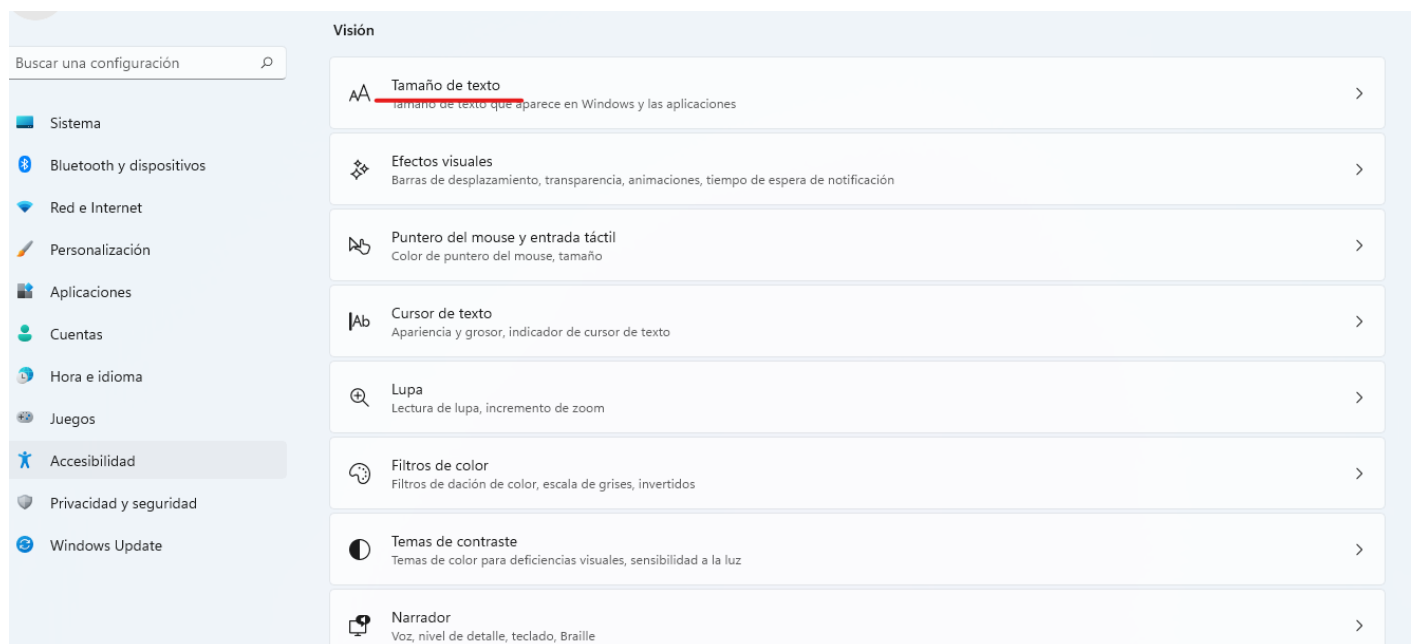 Visión
Buscar una configuración
Sistema
Bluetooth y dispositivos
Red e Internet
Personalización
Aplicaciones
Cuentas
Hora e idioma
Juegos
Accesibilidad
Privacidad y seguridad
Windows Update
Tamaño de texto
Tamaño de texto que aparece en Windows y las aplicaciones
Efectos visuales
Barras de desplazamiento, transparencia, animaciones, tiempo de espera de notificación
Puntero del mouse y entrada táctil
Color de puntero del mouse, tamaño
Cursor de texto
Apariencia y grosor, indicador de cursor de texto
Lupa
Lectura de lupa, incremento de zoom
Filtros de color
Filtros de dación de color, escala de grises, invertidos
Temas de contraste
Temas de color para deficiencias visuales, sensibilidad a la luz
Narrador
Voz, nivel de detalle, teclado, Braille